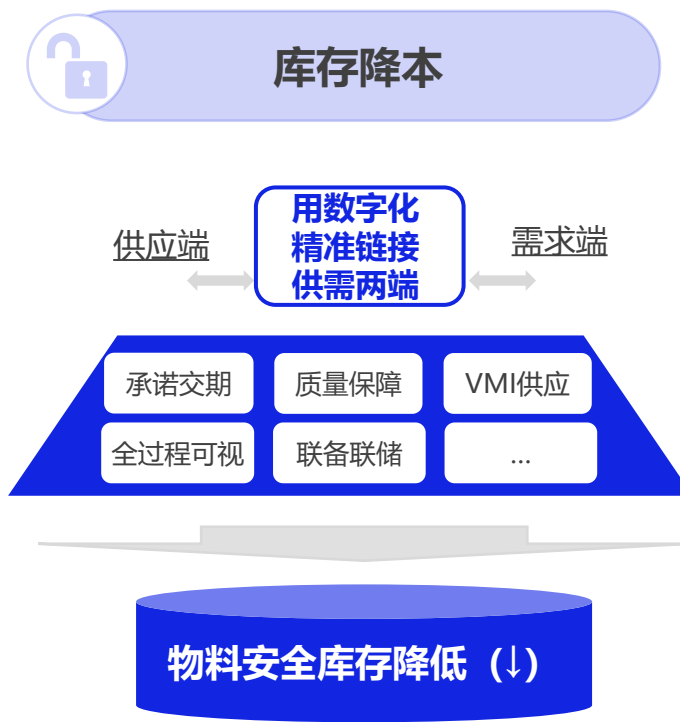 库存降本
供应端
用数字化
精准链接
供需两端
需求端
承诺交期
质量保障
VMI供应
全过程可视
联备联储
...
物料安全库存降低（↓）